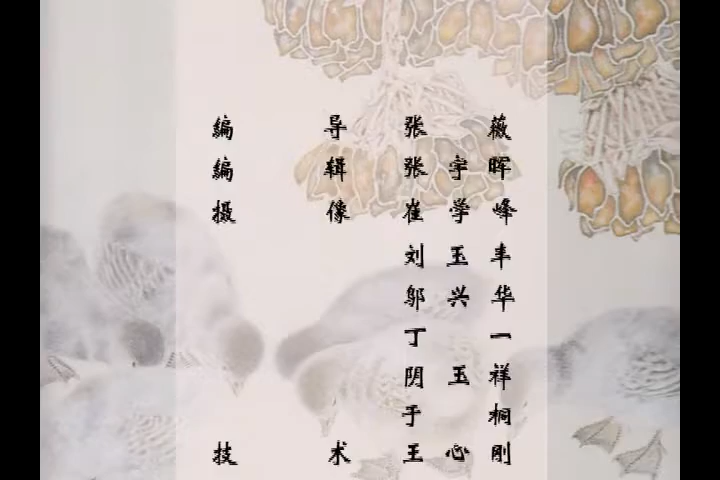 编导 张薇
编辑 张宇晖
摄像 崔学峰
刘玉丰
邬兴华
丁一
阴玉祥
于桐
技术 王心刚